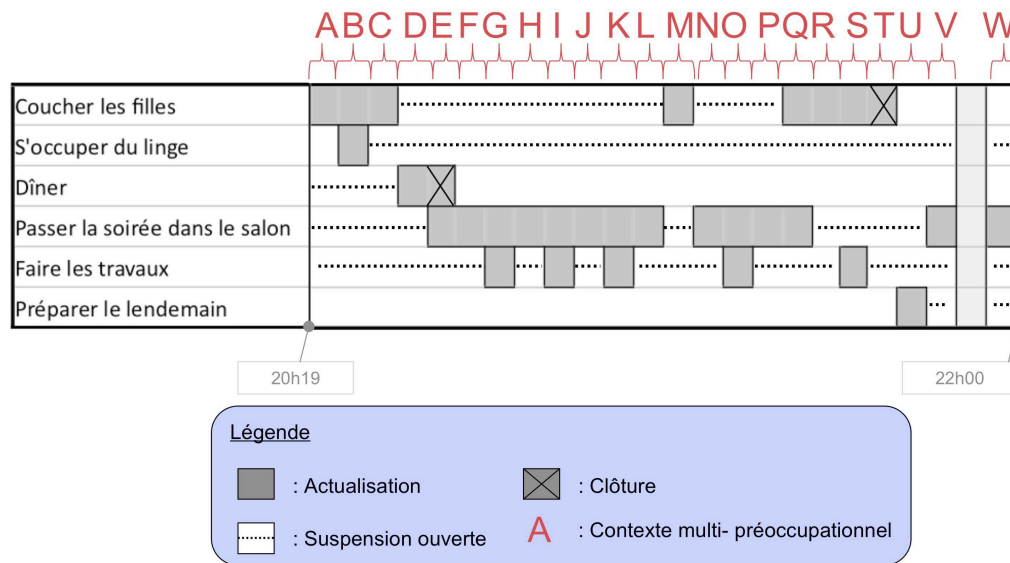 A B C D E F G H I J K L M N O P Q R S T U V W
Coucher les filles
S'occuper du linge
Dîner
Passer la soirée dans le salon
Faire les travaux
Préparer le lendemain
20h19
22h00
Légende
: Actualisation
: Clôture
: Suspension ouverte
A : Contexte multi- préoccupationnel